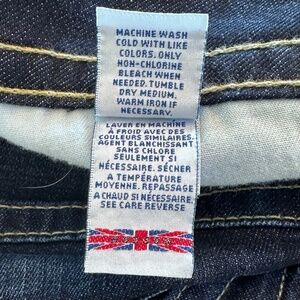 MACHINE WASH
COLD WITH LIKE
COLORS. ONLY
NON-CHLORINE
BLEACH WHEN
NEEDED. TUMBLE
DRY MEDIUM.
WARM IRON IF
NECESSARY.
LAVER EN MACHINE
A FROID AVEC DES
COULEURS SIMILAIRES.
AGENT BLANCHISSANT
SANS CHLORE
SEULEMENT SI
NÉCESSAIRE. SÉCHER
A TEMPÉRATURE
MOYENNE. REPASSAGE
A CHAUD SI NÉCESSAIRE.
SEE CARE REVERSE